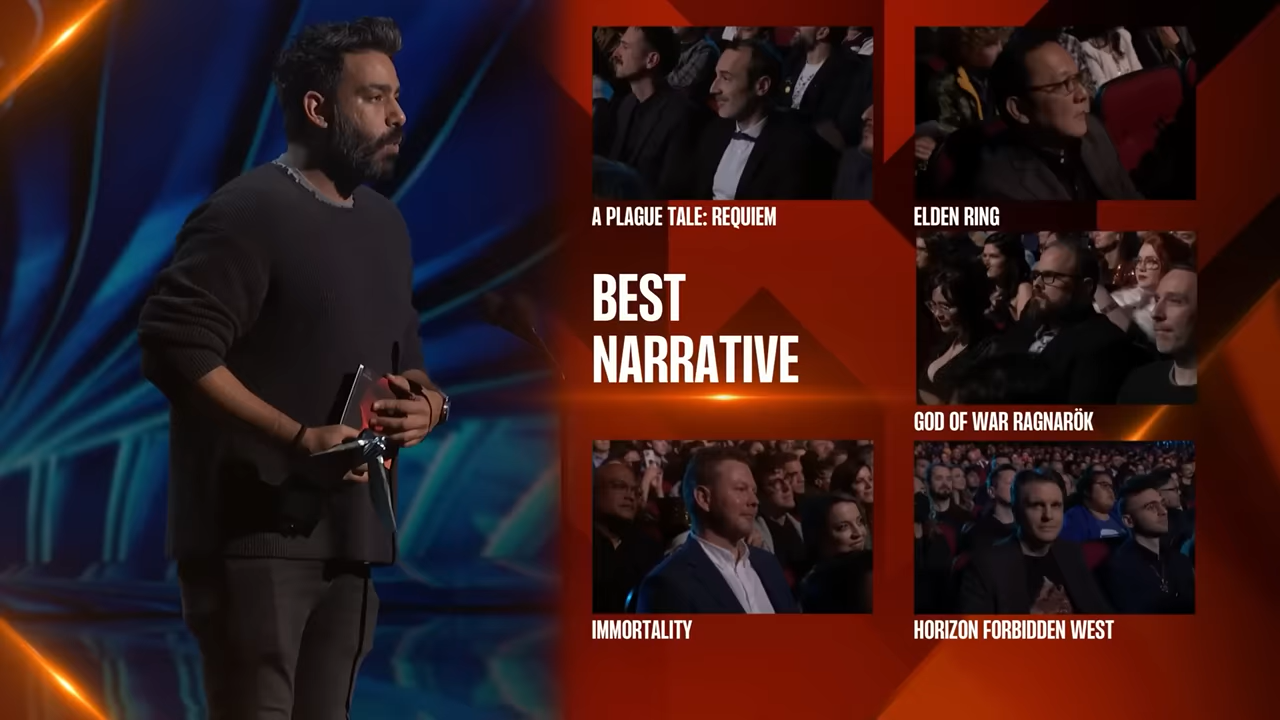 A PLAGUE TALE: REQUIEM
ELDEN RING
BEST
NARRATIVE
GOD OF WAR RAGNARÖK
IMMORTALITY
HORIZON FORBIDDEN WEST